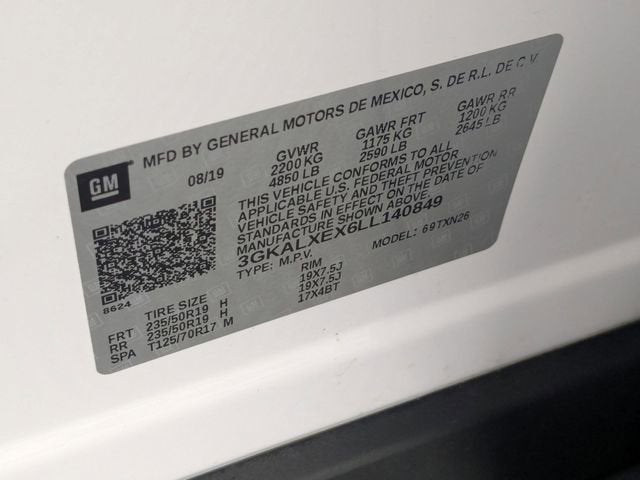 GM
MFD BY GENERAL MOTORS DE MEXICO, S. DE R.L. DE C.V.
08/19 GVWR GAWR FRT GAWR RR
2200 KG 1175 KG 1200 KG
4850 LB 2590 LB 2645 LB
THIS VEHICLE CONFORMS TO ALL
APPLICABLE U.S. FEDERAL MOTOR
VEHICLE SAFETY AND THEFT PREVENTION
STANDARDS IN EFFECT ON THE DATE OF
MANUFACTURE SHOWN ABOVE.
3GKALXEX6LL140849
TYPE: M.P.V. MODEL: 69TXN26
8624
TIRE SIZE RIM
FRT 235/50R19 H 19X7.5J
RR 235/50R19 H 19X7.5J
SPA T125/70R17 M 17X4BT